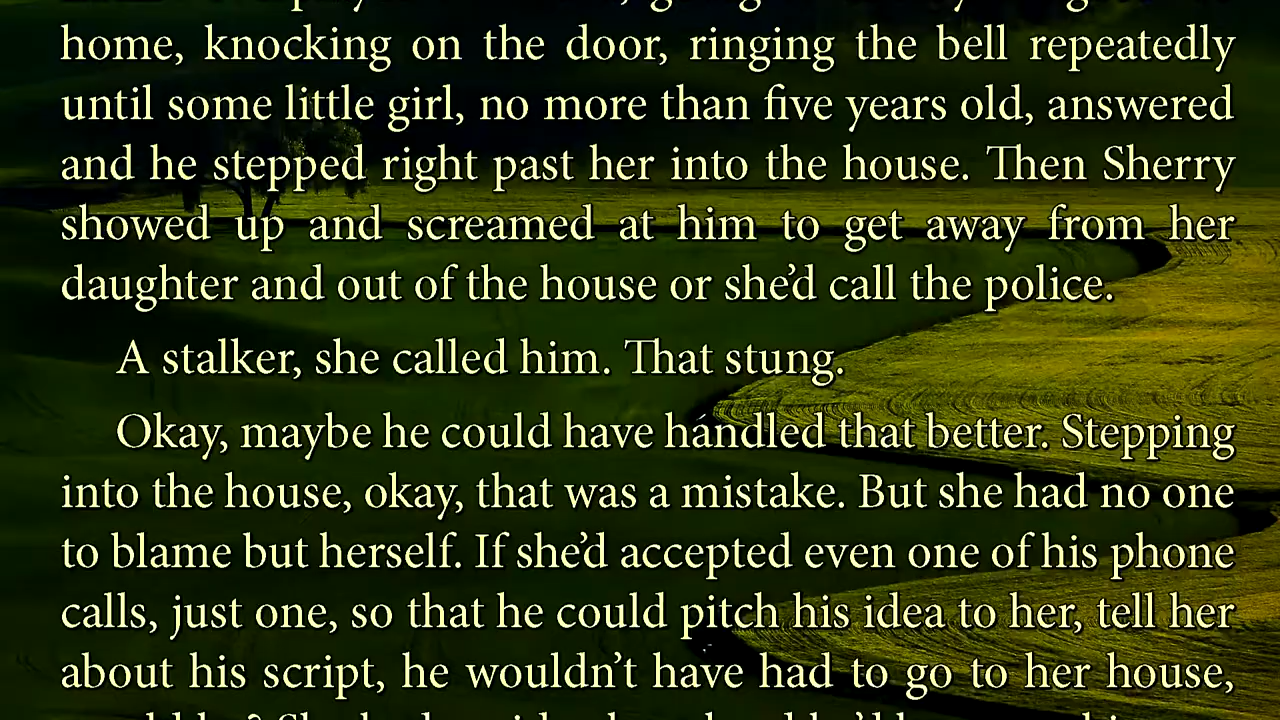 home, knocking on the door, ringing the bell repeatedly
until some little girl, no more than five years old, answered
and he stepped right past her into the house. Then Sherry
showed up and screamed at him to get away from her
daughter and out of the house or she’d call the police.
A stalker, she called him. That stung.
Okay, maybe he could have handled that better. Stepping
into the house, okay, that was a mistake. But she had no one
to blame but herself. If she’d accepted even one of his phone
calls, just one, so that he could pitch his idea to her, tell her
about his script, he wouldn’t have had to go to her house,